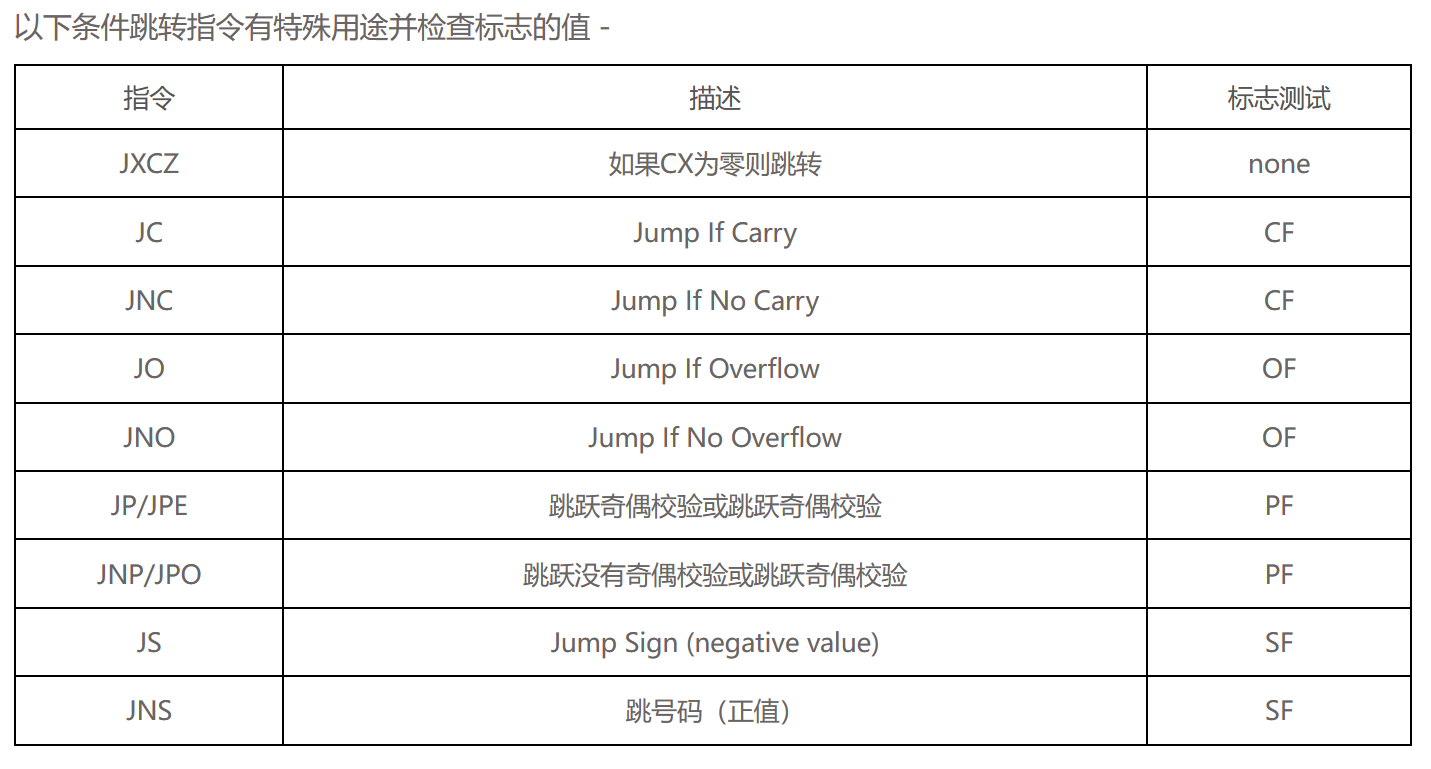 以下条件跳转指令有特殊用途并检查标志的值 -
指令 描述 标志测试
JXCZ 如果CX为零则跳转 none
JC Jump If Carry CF
JNC Jump If No Carry CF
JO Jump If Overflow OF
JNO Jump If No Overflow OF
JP/JPE 跳跃奇偶校验或跳跃奇偶校验 PF
JNP/JPO 跳跃没有奇偶校验或跳跃奇偶校验 PF
JS Jump Sign (negative value) SF
JNS 跳号码（正值） SF